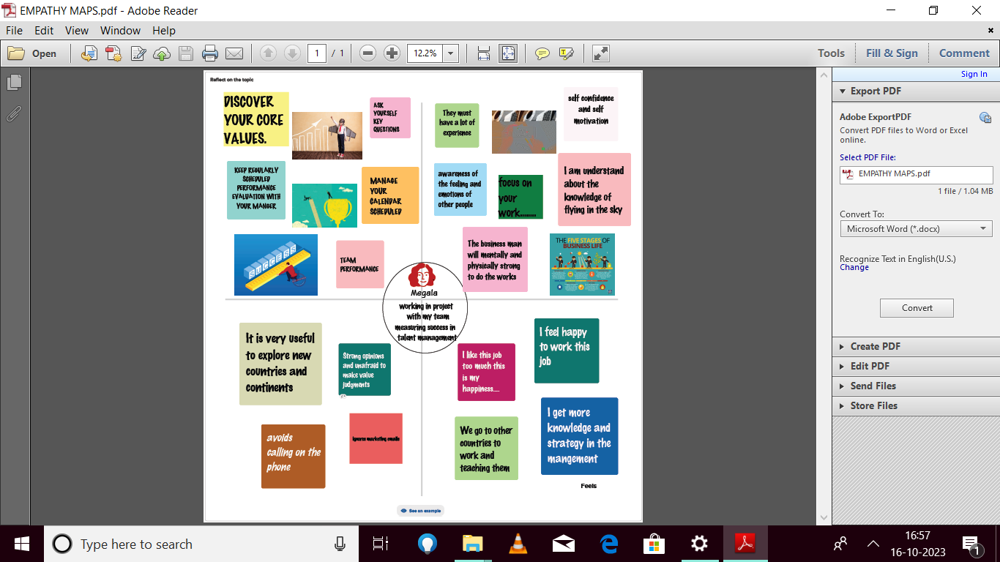 EMPATHY MAPS.pdf - Adobe Reader
File Edit View Window Help
Open
1 / 1
12.2%
Tools Fill & Sign Comment
Sign In
Export PDF
Adobe ExportPDF
Convert PDF files to Word or Excel
online.
Select PDF File:
EMPATHY MAPS.pdf
1 file / 1.04 MB
Convert To:
Microsoft Word (*.docx)
Recognize Text in English(U.S.)
Change
Convert
Create PDF
Edit PDF
Send Files
Store Files
Reflect on the topic
DISCOVER
YOUR CORE
VALUES.
ASK
YOURSELF
KEY
QUESTIONS
KEEP REGULARLY
SCHEDULED
PERFORMANCE
EVALUATION WITH
YOUR MANGER
MANAGE
YOUR
CALENDAR
SCHEDULED
SUCCESS
TEAM
PERFORMANCE
They must
have a lot of
experience
self confidence
and self
motivation
awareness of
the feeling and
emotions of
other people
focus on
your
work........
I am understand
about the
knowledge of
flying in the sky
The business man
will mentally and
physically strong
to do the works
THE FIVE STAGES OF
BUSINESS LIFE
Megala
working in project
with my team
measuring success in
talent management
It is very useful
to explore new
countries and
continents
Strong opinions
and unafraid to
make value
judgments
avoids
calling on the
phone
Ignores marketing emails
I like this job
too much this
is my
happiness....
I feel happy
to work this
job
We go to other
countries to
work and
teaching them
I get more
knowledge and
strategy in the
mangement
Feels
See an example
Type here to search
16:57
16-10-2023
1